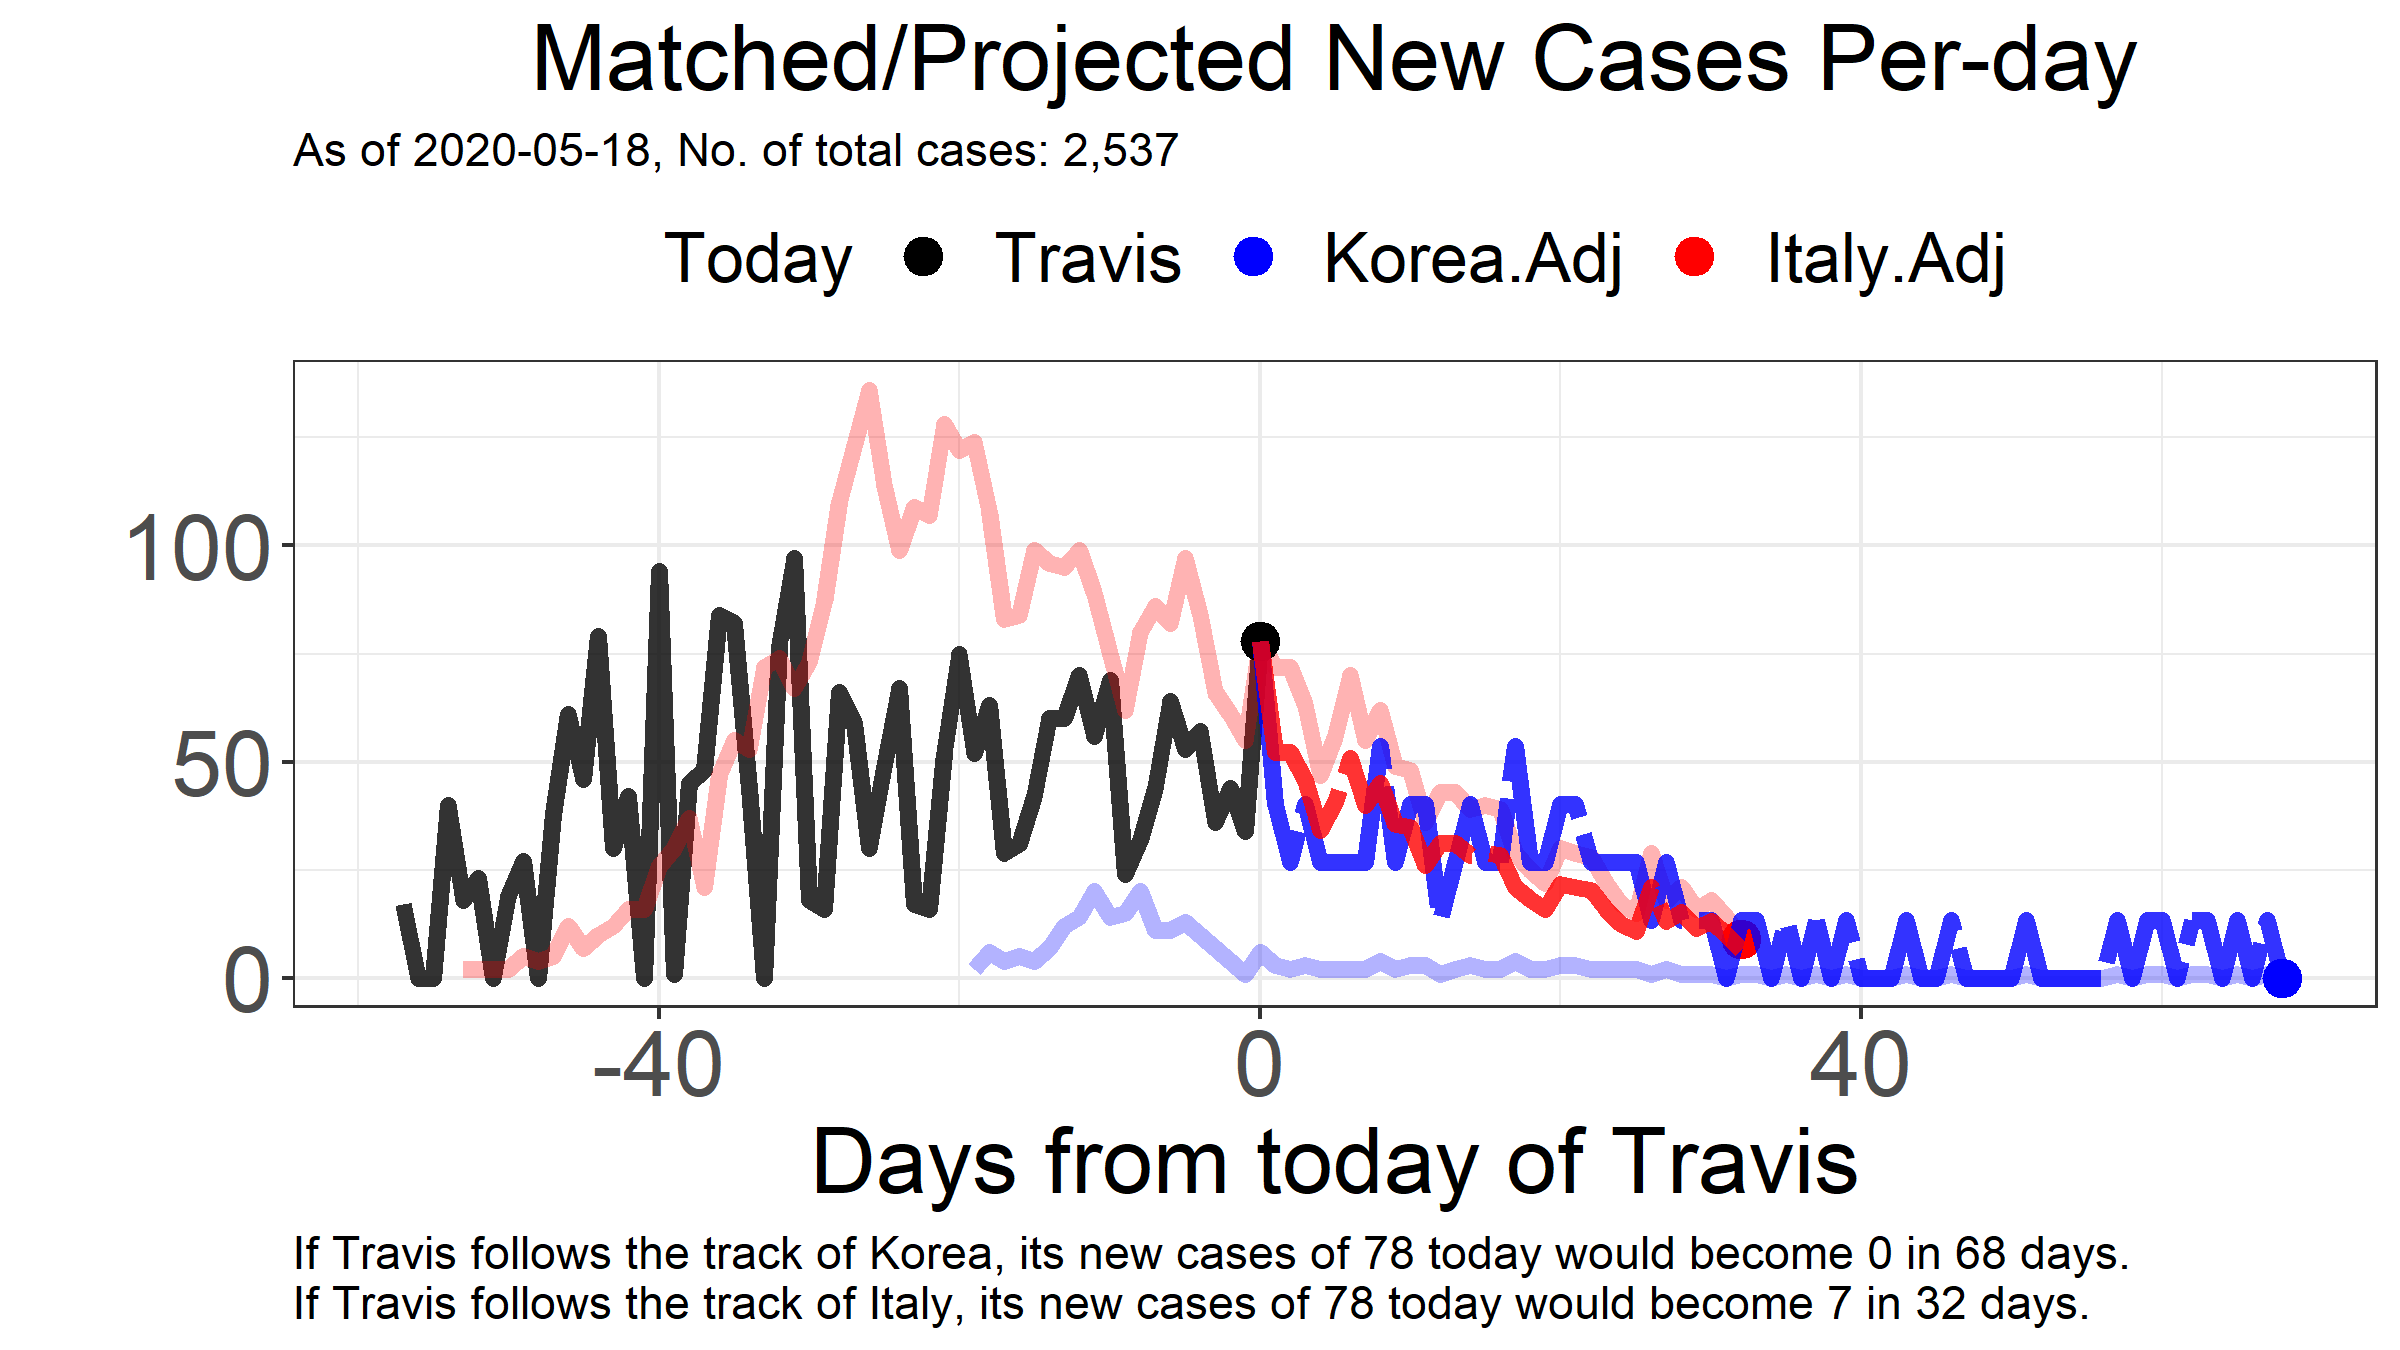 Matched/Projected New Cases Per-day
As of 2020-05-18, No. of total cases: 2,537
Today Travis Korea.Adj Italy.Adj
100
50
0
-40 0 40
Days from today of Travis
If Travis follows the track of Korea, its new cases of 78 today would become 0 in 68 days.
If Travis follows the track of Italy, its new cases of 78 today would become 7 in 32 days.